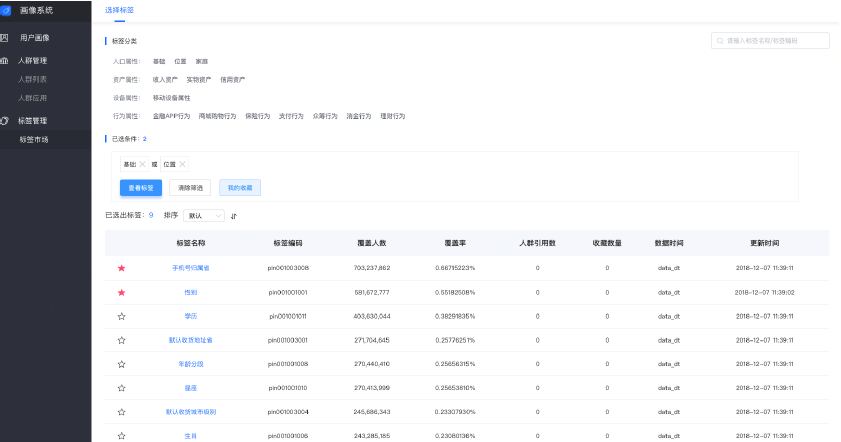 画像系统
用户画像
人群管理
人群列表
人群应用
标签管理
标签市场
选择标签
标签分类
请输入标签名称/标签编码
人口属性： 基础 位置 家庭
资产属性： 收入资产 实物资产 信用资产
设备属性： 移动设备属性
行为属性： 金融APP行为 商城购物行为 保险行为 支付行为 众筹行为 消金行为 理财行为
已选条件：2
基础 或 位置
查看标签 清除筛选 我的收藏
已选出标签：9 排序 默认
标签名称 标签编码 覆盖人数 覆盖率 人群引用数 收藏数量 数据时间 更新时间
手机号归属省 pin001003008 703,237,862 0.66715223% 0 0 data_dt 2018-12-07 11:39:11
性别 pin001001001 581,672,777 0.55182508% 0 0 data_dt 2018-12-07 11:39:02
学历 pin001001011 403,630,044 0.38291835% 0 0 data_dt 2018-12-07 11:39:11
默认收货地址省 pin001003001 271,704,645 0.25776257% 0 0 data_dt 2018-12-07 11:39:11
年龄分段 pin001001008 270,440,410 0.25656315% 0 0 data_dt 2018-12-07 11:39:11
星座 pin001001010 270,413,999 0.25653810% 0 0 data_dt 2018-12-07 11:39:11
默认收货城市级别 pin001003004 245,686,343 0.23307930% 0 0 data_dt 2018-12-07 11:39:11
生肖 pin001001006 243,285,185 0.23080136% 0 0 data_dt 2018-12-07 11:39:11